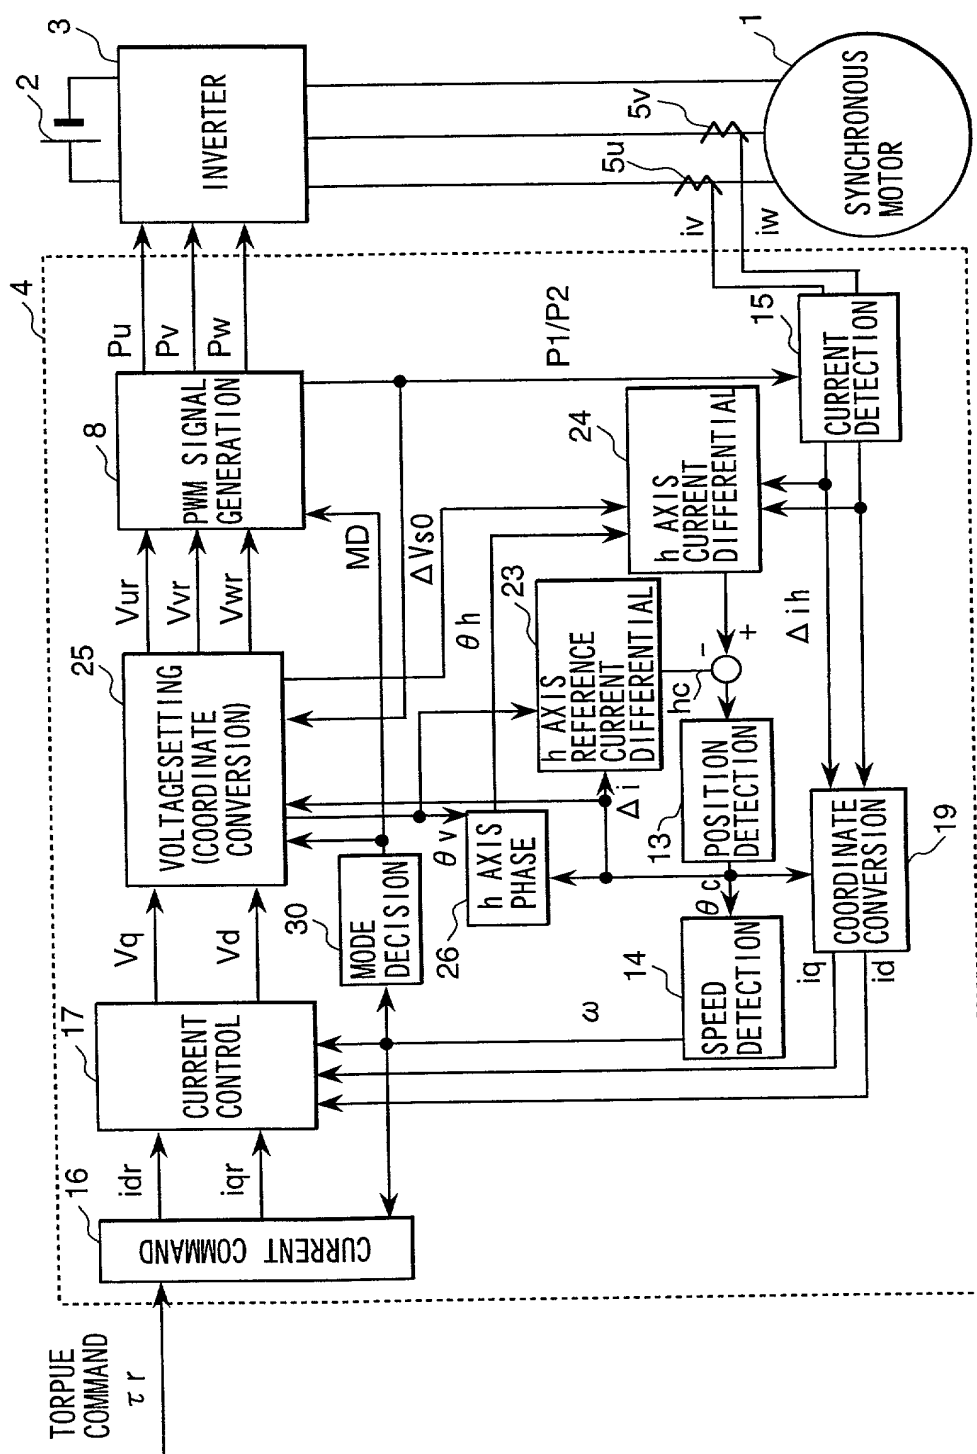 TORPUE
COMMAND
τr
4
16
CURRENT COMMAND
idr
iqr
17
CURRENT
CONTROL
Vq
Vd
25
VOLTAGESETTING
(COORDINATE
CONVERSION)
Vur
Vvr
Vwr
8
PWM SIGNAL
GENERATION
Pu
Pv
Pw
3
INVERTER
2
30
MODE
DECISION
MD
ΔVs0
P1/P2
θv
θh
26
h AXIS
PHASE
23
h AXIS
REFERENCE
CURRENT
DIFFERENTIAL
24
h AXIS
CURRENT
DIFFERENTIAL
Δi
hc
-
+
Δih
ω
14
SPEED
DETECTION
θc
13
POSITION
DETECTION
iq
id
19
COORDINATE
CONVERSION
15
CURRENT
DETECTION
iv
iw
5u
5v
1
SYNCHRONOUS
MOTOR